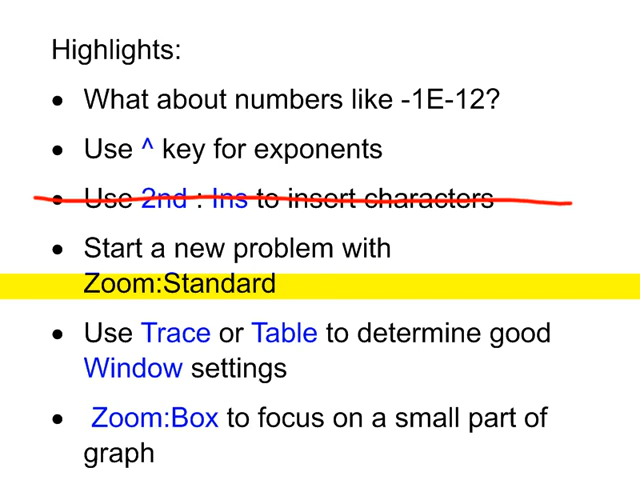 Highlights:
• What about numbers like -1E-12?
• Use ^ key for exponents
• Use 2nd : Ins to insert characters
• Start a new problem with
Zoom:Standard
• Use Trace or Table to determine good
Window settings
• Zoom:Box to focus on a small part of
graph